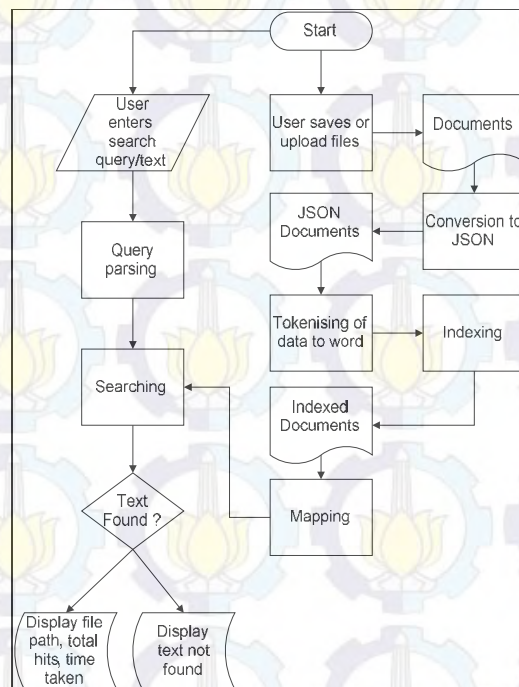 Start
User
enters
search
query/text
User saves or
upload files
Documents
Query
parsing
JSON
Documents
Conversion to
JSON
Tokenising of
data to word
Indexing
Searching
Indexed
Documents
Text
Found ?
Mapping
Display file
path, total
hits, time
taken
Display
text not
found